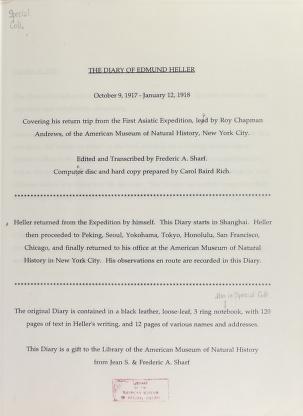 Special
Coll.
THE DIARY OF EDMUND HELLER
October 9, 1917 - January 12, 1918
Covering his return trip from the First Asiatic Expedition, lead by Roy Chapman
Andrews, of the American Museum of Natural History, New York City.
Edited and Transcribed by Frederic A. Sharf.
Computer disc and hard copy prepared by Carol Baird Rich.
Heller returned from the Expedition by himself. This Diary starts in Shanghai. Heller
then proceeded to Peking, Seoul, Yokohama, Tokyo, Honolulu, San Francisco,
Chicago, and finally returned to his office at the American Museum of Natural
History in New York City. His observations en route are recorded in this Diary.
also in Special Coll.
The original Diary is contained in a black leather, loose-leaf, 3 ring notebook, with 120
pages of text in Heller's writing, and 12 pages of various names and addresses.
This Diary is a gift to the Library of the American Museum of Natural History
from Jean S. & Frederic A. Sharf
LIBRARY
OF THE
AMERICAN MUSEUM
OF NATURAL HISTORY